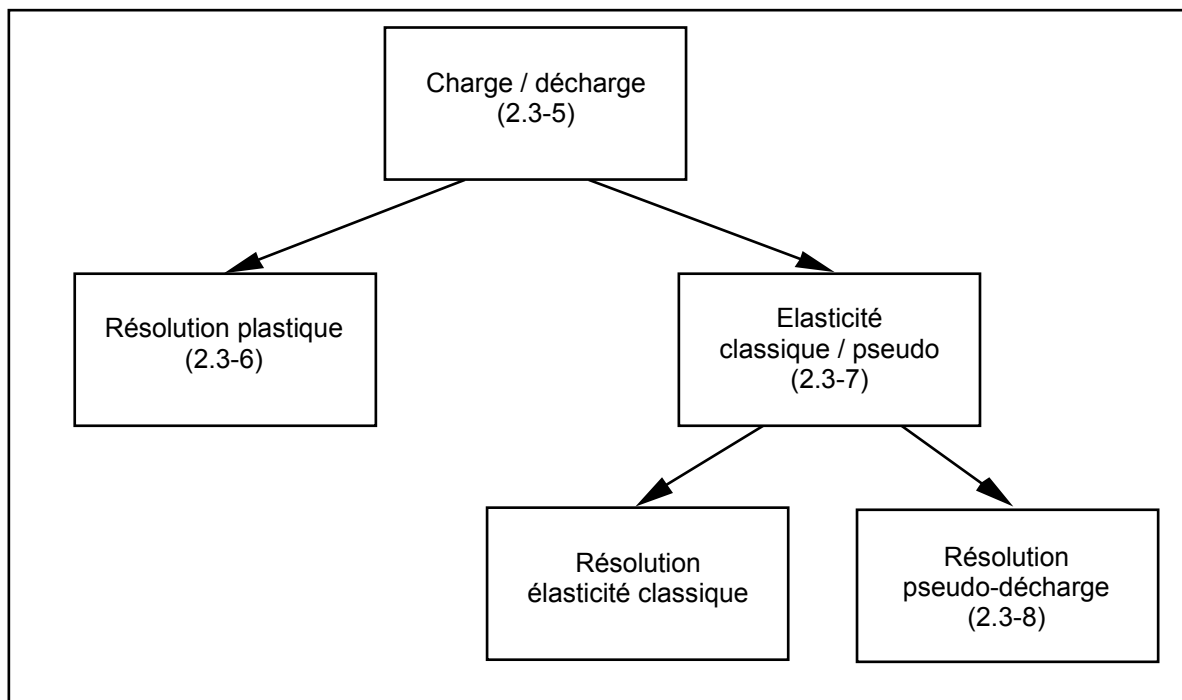 Charge / décharge
(2.3-5)
Résolution plastique
(2.3-6)
Elasticité
classique / pseudo
(2.3-7)
Résolution
élasticité classique
Résolution
pseudo-décharge
(2.3-8)